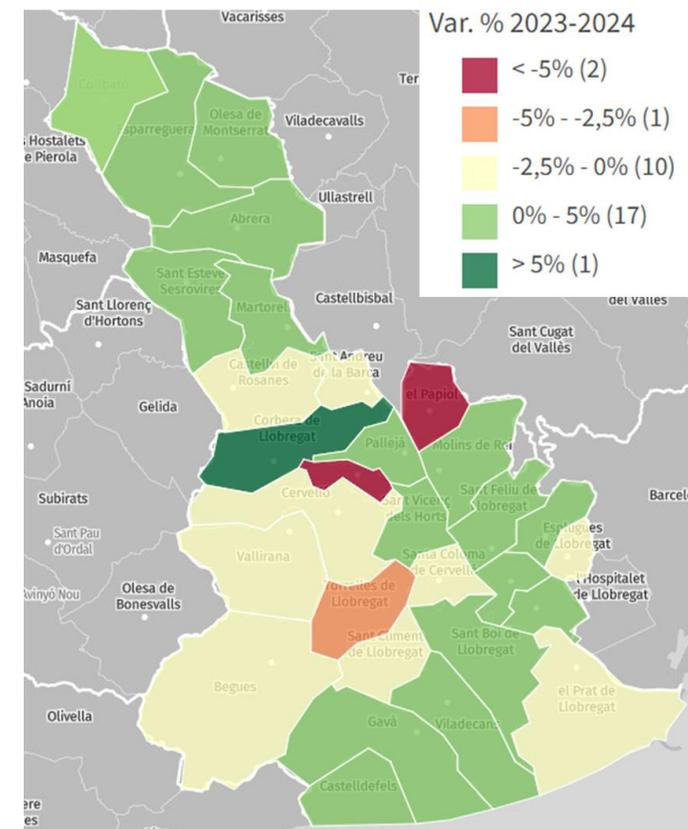 Vacarisses
Var. % 2023-2024
< -5% (2)
-5% - -2,5% (1)
-2,5% - 0% (10)
0% - 5% (17)
> 5% (1)
Collbató
Ter
Esparreguera
Olesa de
Montserrat
Viladecavalls
s Hostalets
e Pierola
Ullastrell
Abrera
Masquefa
Sant Esteve
Sesrovires
Castellbisbal
del Vallès
Sant Llorenç
d'Hortons
Martorell
Sant Cugat
del Vallès
Sant Andreu
de la Barca
Castellví de
Rosanes
Sadurní
Anoia
el Papiol
Gelida
Corbera de
Llobregat
Pallejà
Molins de Rei
Subirats
Cervelló
Sant Vicenç
dels Horts
Sant Feliu de
Llobregat
Barcel
Sant Pau
d'Ordal
Esplugues
de Llobregat
Vallirana
Santa Coloma
de Cervelló
Avinyó Nou
Olesa de
Bonesvalls
Torrelles de
Llobregat
l'Hospitalet
de Llobregat
Sant Climent
de Llobregat
Sant Boi de
Llobregat
Begues
el Prat de
Llobregat
Olivella
Gavà
Viladecans
Castelldefels
ere
es